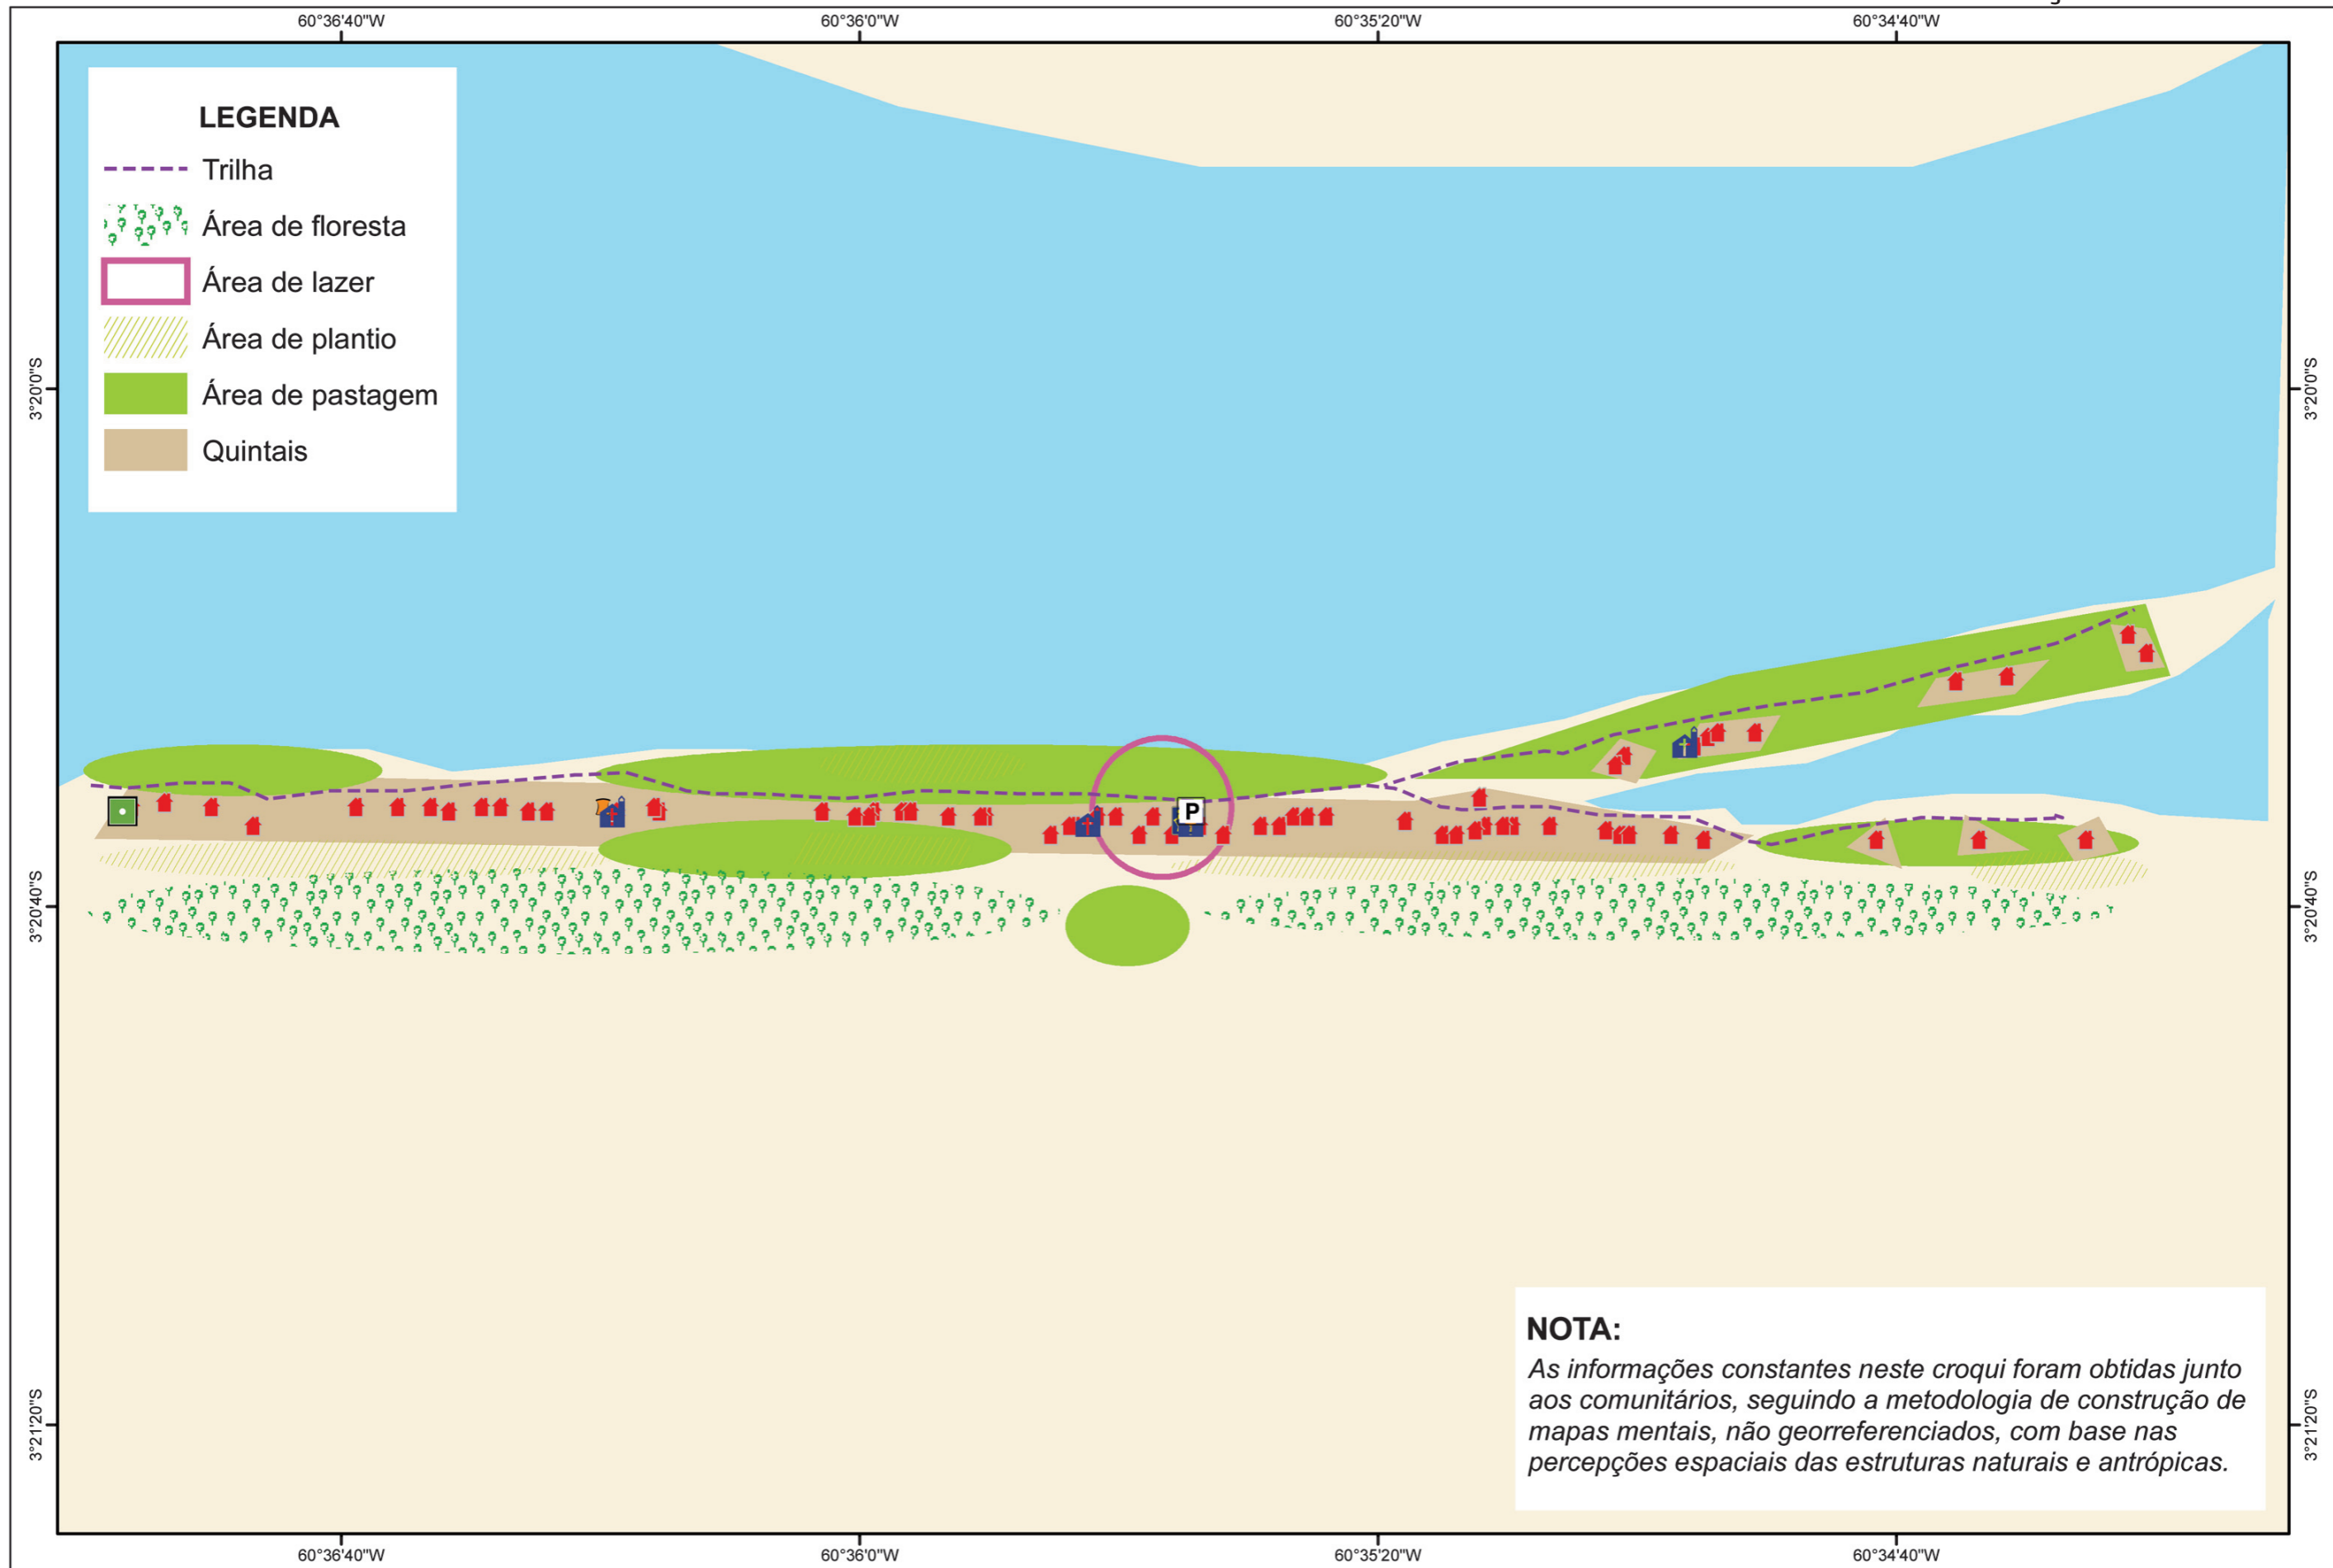 60°36'40"W
60°36'0"W
60°35'20"W
60°34'40"W
LEGENDA
Trilha
Área de floresta
Área de lazer
Área de plantio
Área de pastagem
Quintais
3°20'0"S
3°20'0"S
3°20'40"S
3°20'40"S
3°21'20"S
3°21'20"S
P
NOTA:
As informações constantes neste croqui foram obtidas junto
aos comunitários, seguindo a metodologia de construção de
mapas mentais, não georreferenciados, com base nas
percepções espaciais das estruturas naturais e antrópicas.
60°36'40"W
60°36'0"W
60°35'20"W
60°34'40"W